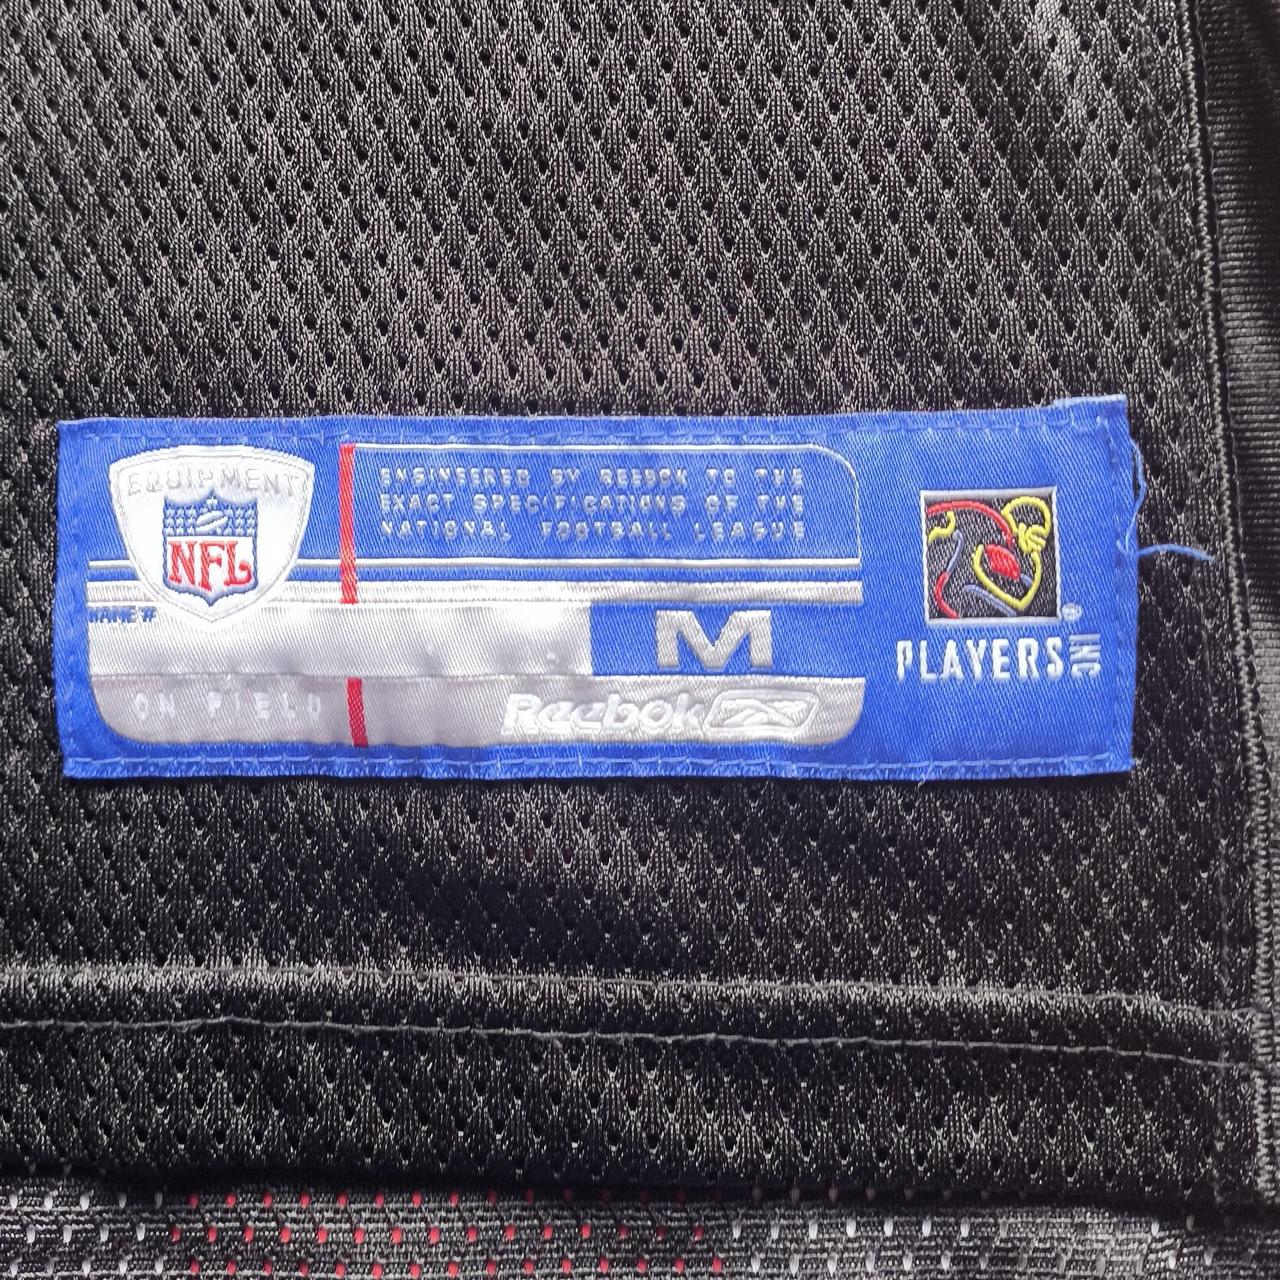 EQUIPMENT
NFL
ENGINEERED BY REEBOK TO THE
EXACT SPECIFICATIONS OF THE
NATIONAL FOOTBALL LEAGUE
NAME #
M
ON FIELD
Reebok
PLAYERS INC ®